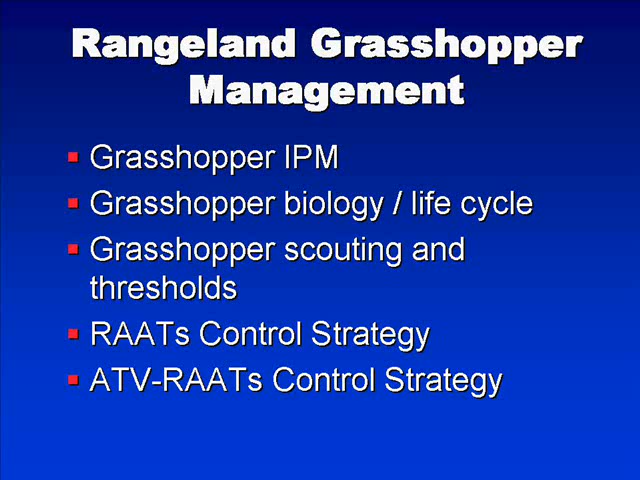 Rangeland Grasshopper
Management
Grasshopper IPM
Grasshopper biology / life cycle
Grasshopper scouting and
thresholds
RAATs Control Strategy
ATV-RAATs Control Strategy